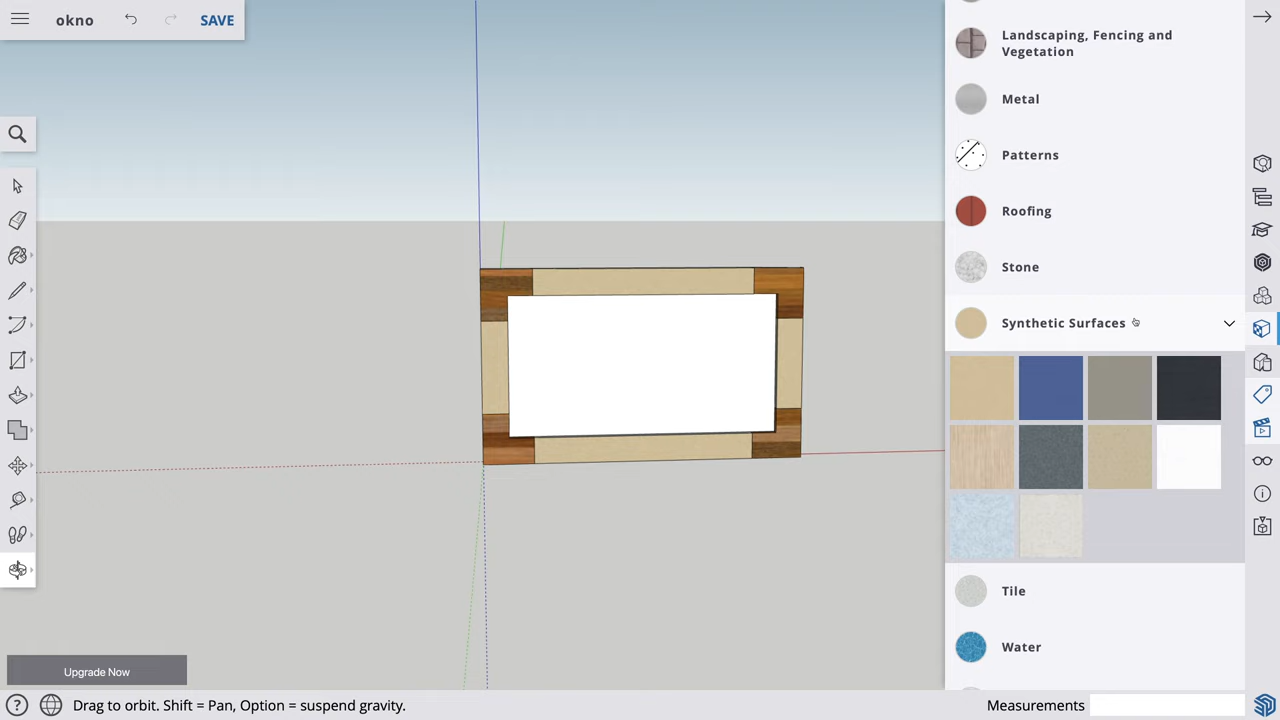 okno
SAVE
Landscaping, Fencing and
Vegetation
Metal
Patterns
Roofing
Stone
Synthetic Surfaces
Tile
Water
Upgrade Now
Drag to orbit. Shift = Pan, Option = suspend gravity.
Measurements